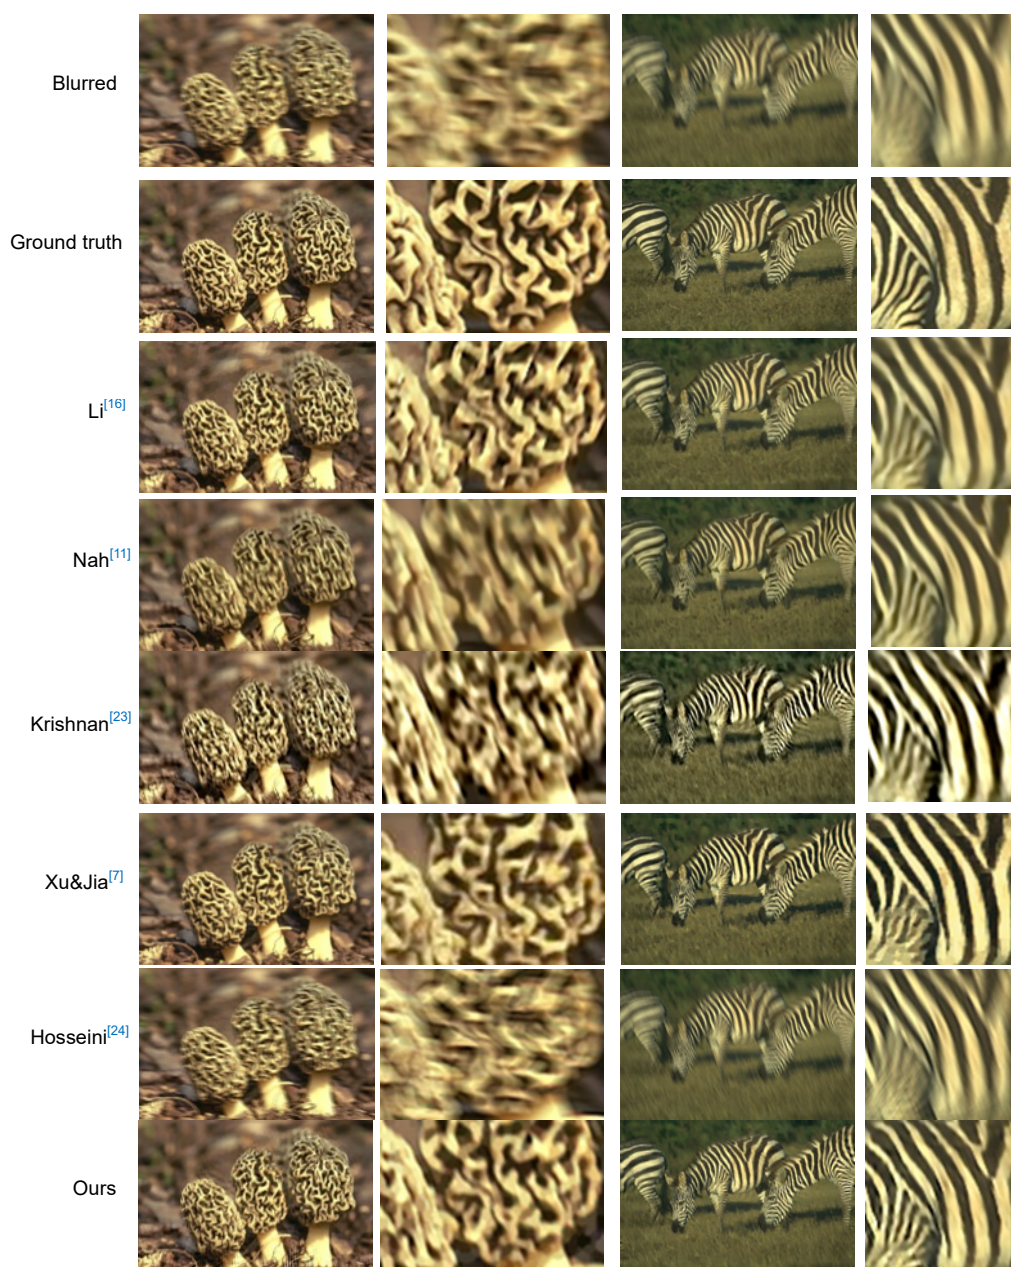 Blurred
Ground truth
Li[16]
Nah[11]
Krishnan[23]
Xu&Jia[7]
Hosseini[24]
Ours